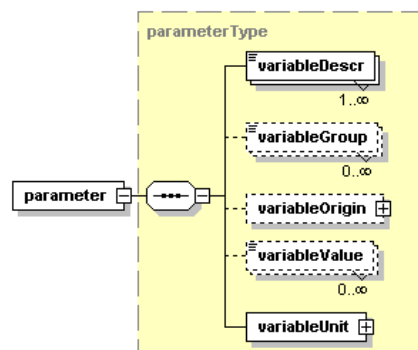 parameterType
variableDescr
1..∞
variableGroup
0..∞
parameter
variableOrigin
variableValue
0..∞
variableUnit